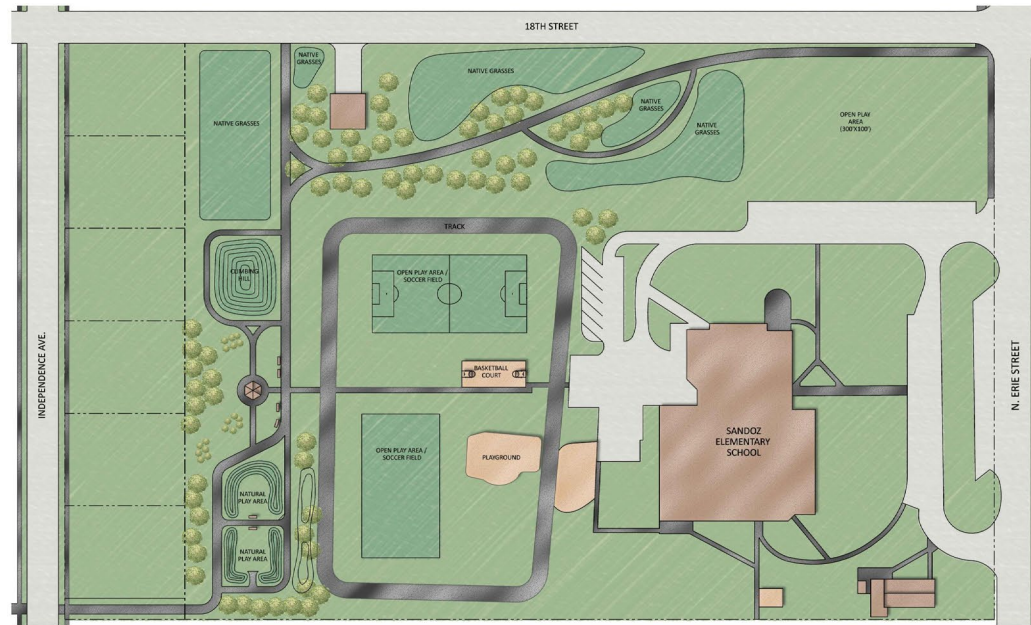 18TH STREET
NATIVE
GRASSES
NATIVE GRASSES
NATIVE
GRASSES
NATIVE GRASSES
NATIVE
GRASSES
OPEN PLAY
AREA
(300'X100')
TRACK
CLIMBING
HILL
OPEN PLAY AREA /
SOCCER FIELD
BASKETBALL
COURT
INDEPENDENCE AVE.
N. ERIE STREET
SANDOZ
ELEMENTARY
SCHOOL
OPEN PLAY AREA /
SOCCER FIELD
PLAYGROUND
NATURAL
PLAY AREA
NATURAL
PLAY AREA